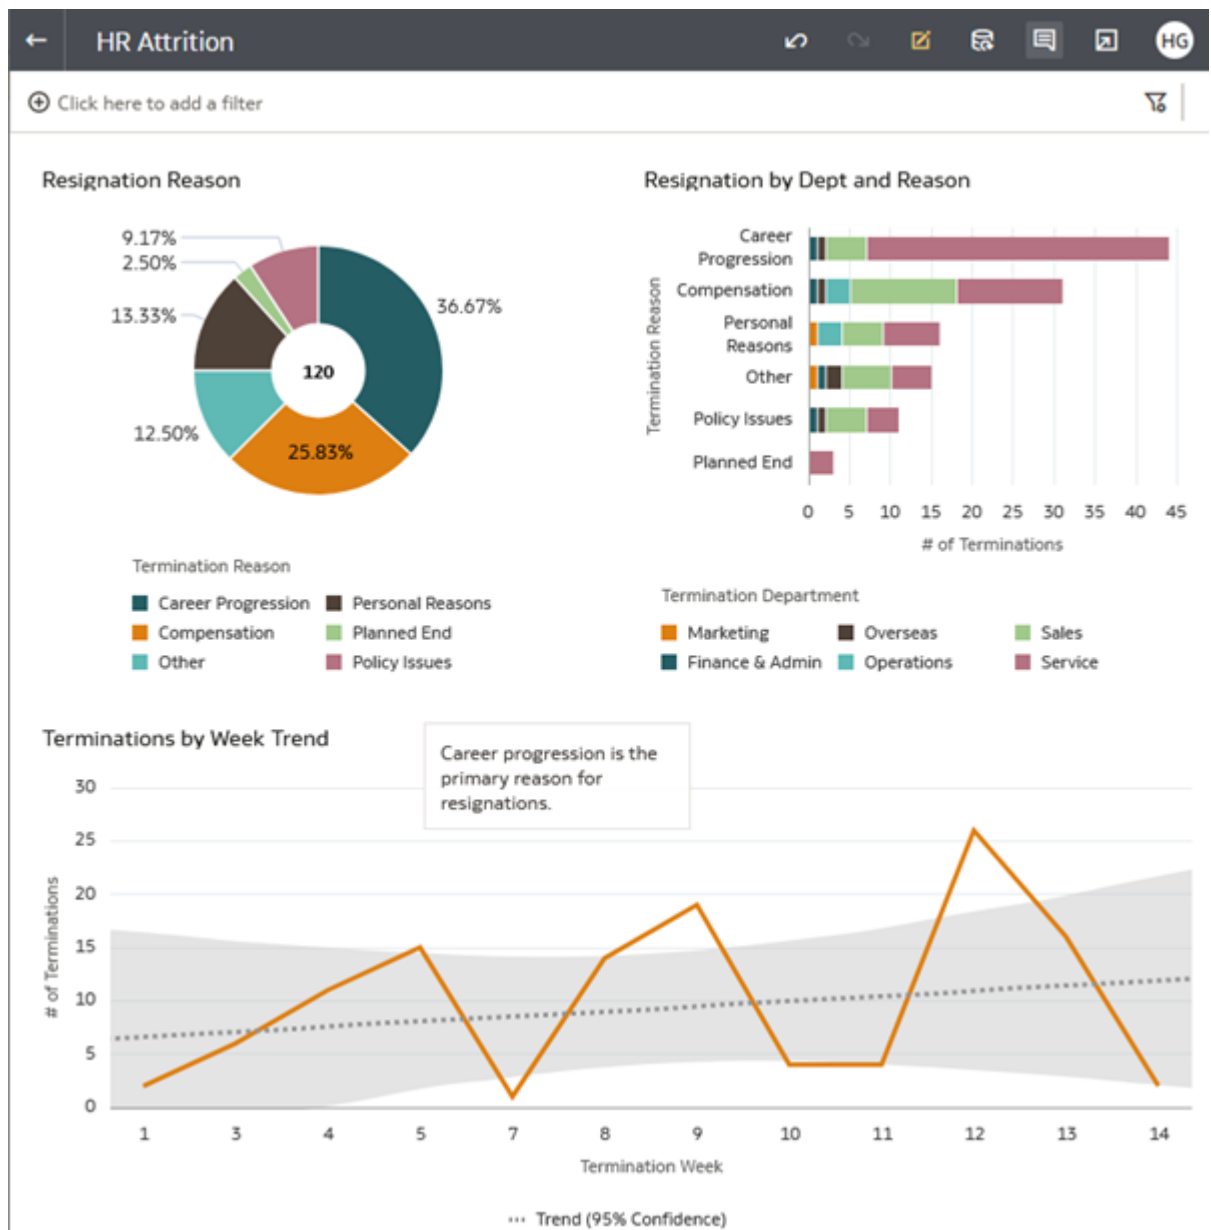 HR Attrition
HG
Click here to add a filter
Resignation Reason
9.17%
2.50%
13.33%
36.67%
120
12.50%
25.83%
Termination Reason
Career Progression
Personal Reasons
Compensation
Planned End
Other
Policy Issues
Resignation by Dept and Reason
Termination Reason
Career
Progression
Compensation
Personal
Reasons
Other
Policy Issues
Planned End
0 5 10 15 20 25 30 35 40 45
# of Terminations
Termination Department
Marketing
Overseas
Sales
Finance & Admin
Operations
Service
Terminations by Week Trend
Career progression is the
primary reason for
resignations.
# of Terminations
30
25
20
15
10
5
0
1 3 4 5 7 8 9 10 11 12 13 14
Termination Week
Trend (95% Confidence)